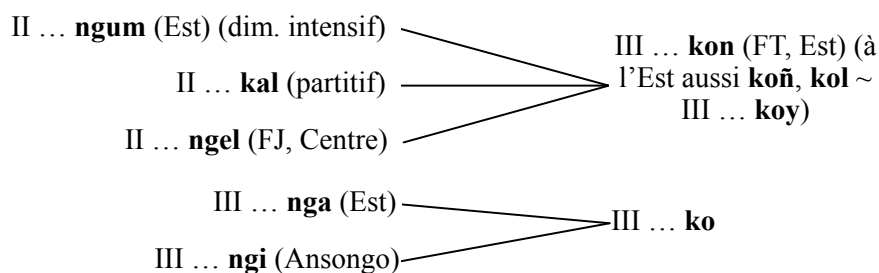 II … ngum (Est) (dim. intensif)
II … kal (partitif)
II … ngel (FJ, Centre)
III … kon (FT, Est) (à
l’Est aussi koñ, kol ~
III … koy)
III … nga (Est)
III … ngi (Ansongo)
III … ko